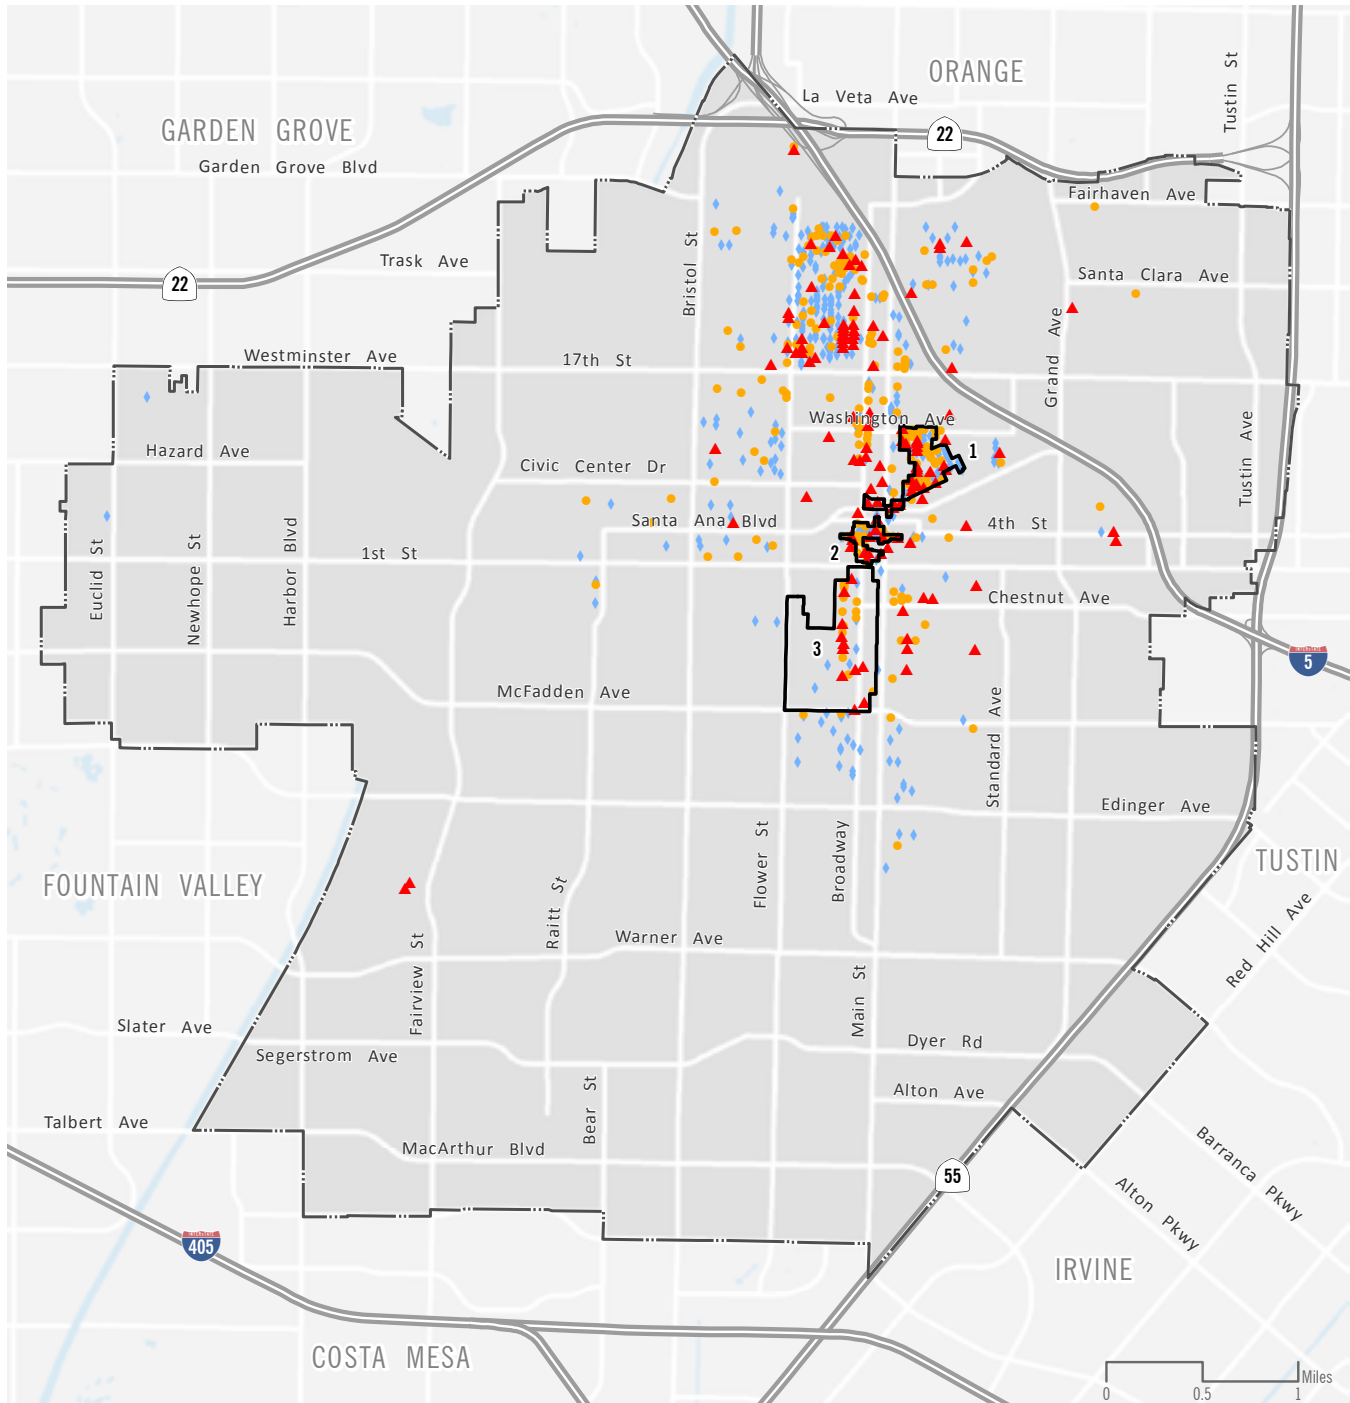 ORANGE
Tustin St
La Veta Ave
GARDEN GROVE
22
Garden Grove Blvd
Fairhaven Ave
Bristol St
Trask Ave
Santa Clara Ave
22
Grand Ave
Westminster Ave
17th St
Washington Ave
Tustin Ave
Hazard Ave
1
Civic Center Dr
Santa Ana Blvd
4th St
Euclid St
Newhope St
Harbor Blvd
1st St
2
Chestnut Ave
3
5
McFadden Ave
Standard Ave
Edinger Ave
Flower St
Broadway
TUSTIN
FOUNTAIN VALLEY
Raitt St
Red Hill Ave
Fairview St
Warner Ave
Main St
Slater Ave
Dyer Rd
Segerstrom Ave
Bear St
Alton Ave
Talbert Ave
MacArthur Blvd
Barranca Pkwy
55
Alton Pkwy
405
IRVINE
COSTA MESA
Miles
0 0.5 1